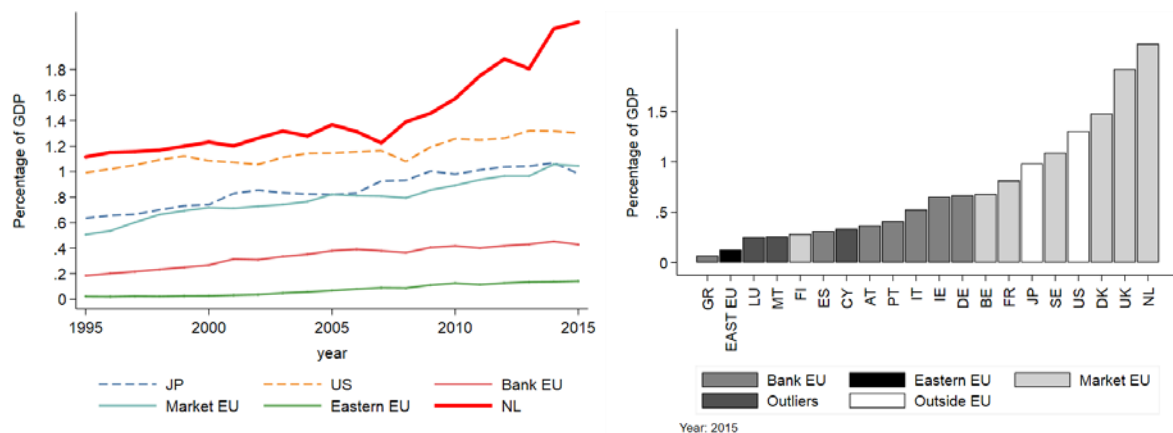 Percentage of GDP
1.8
1.6
1.4
1.2
1
.8
.6
.4
.2
0
1995 2000 2005 2010 2015
year
JP US Bank EU
Market EU Eastern EU NL
Percentage of GDP
1.5
1
.5
0
GR EAST EU LU MT FI ES CY AT PT IT IE DE BE FR JP SE US DK UK NL
Bank EU Eastern EU Market EU
Outliers Outside EU
Year: 2015